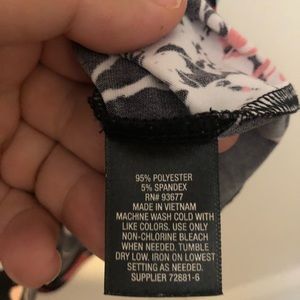 95% POLYESTER
5% SPANDEX
RN# 93677
MADE IN VIETNAM
MACHINE WASH COLD WITH
LIKE COLORS. USE ONLY
NON-CHLORINE BLEACH
WHEN NEEDED. TUMBLE
DRY LOW. IRON ON LOWEST
SETTING AS NEEDED.
SUPPLIER 72881-6